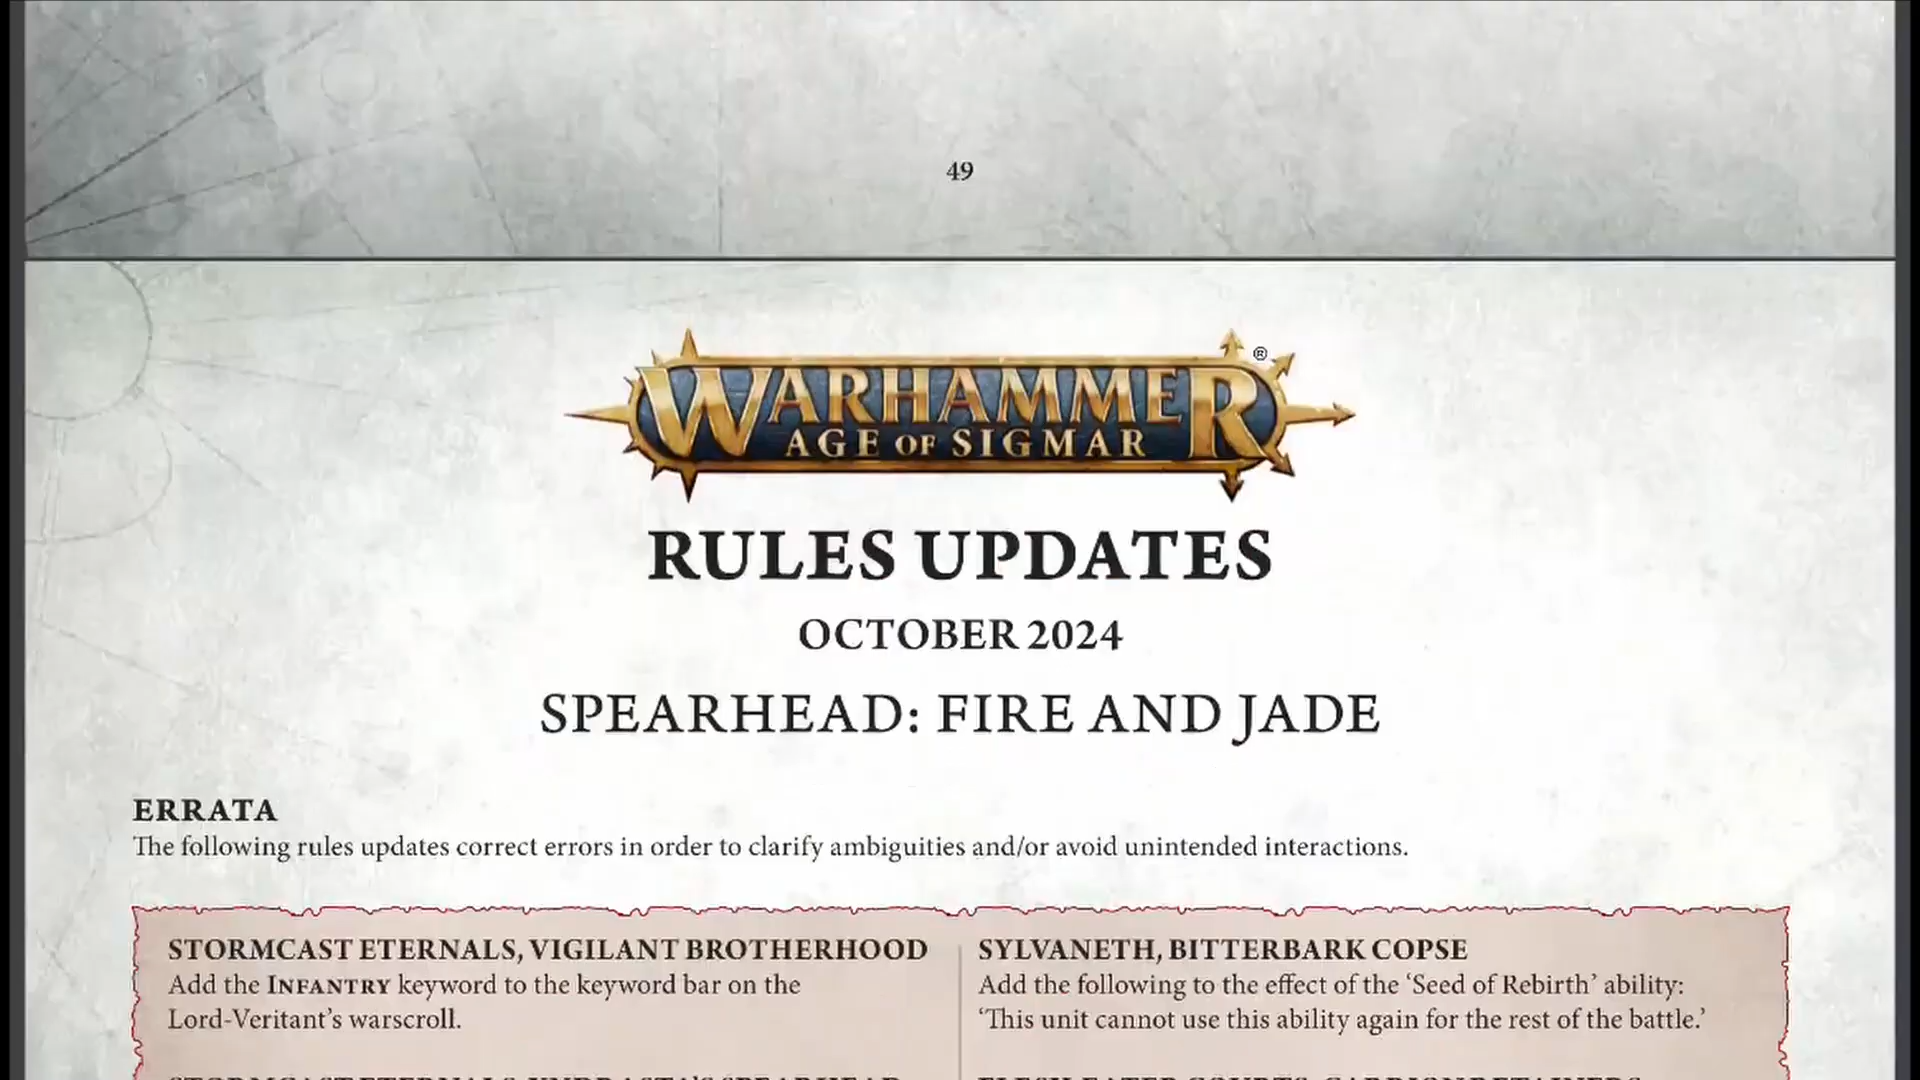 49
WARHAMMER®
AGE OF SIGMAR
RULES UPDATES
OCTOBER 2024
SPEARHEAD: FIRE AND JADE
ERRATA
The following rules updates correct errors in order to clarify ambiguities and/or avoid unintended interactions.
STORMCAST ETERNALS, VIGILANT BROTHERHOOD
Add the INFANTRY keyword to the keyword bar on the
Lord-Veritant’s warscroll.
SYLVANETH, BITTERBARK COPSE
Add the following to the effect of the ‘Seed of Rebirth’ ability:
‘This unit cannot use this ability again for the rest of the battle.’